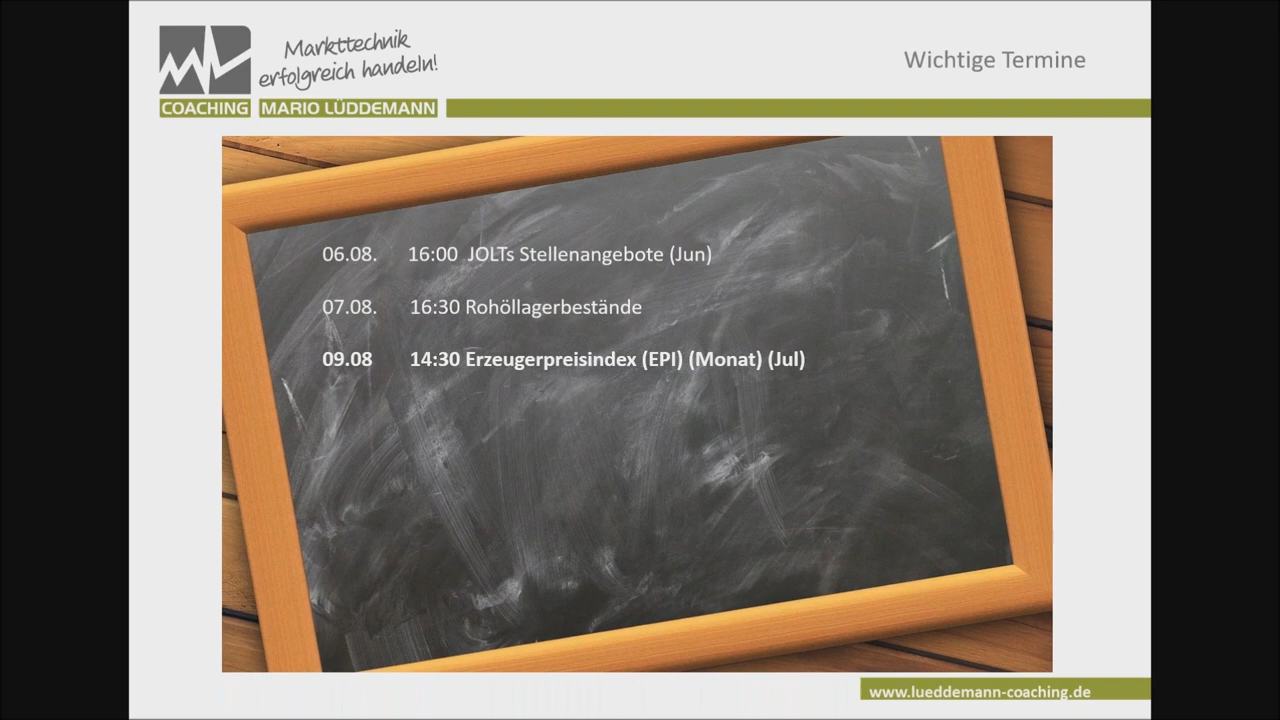 Markttechnik
erfolgreich handeln!
COACHING MARIO LÜDDEMANN
Wichtige Termine
06.08. 16:00 JOLTs Stellenangebote (Jun)
07.08. 16:30 Rohöllagerbestände
09.08 14:30 Erzeugerpreisindex (EPI) (Monat) (Jul)
www.lueddemann-coaching.de